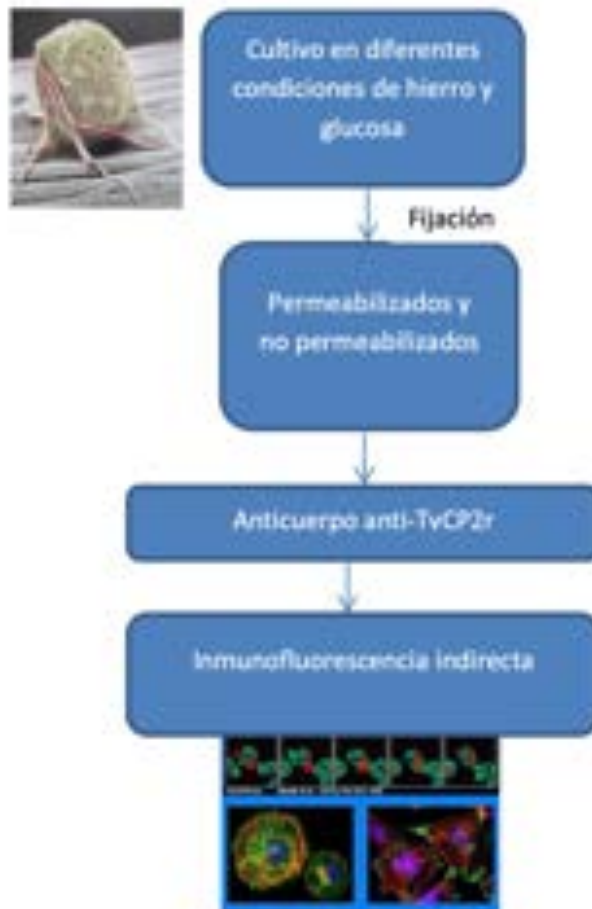 Cultivo en diferentes
condiciones de hierro y
glucosa
Fijación
Permeabilizados y
no permeabilizados
Anticuerpo anti-TvCP2r
Inmunofluorescencia indirecta